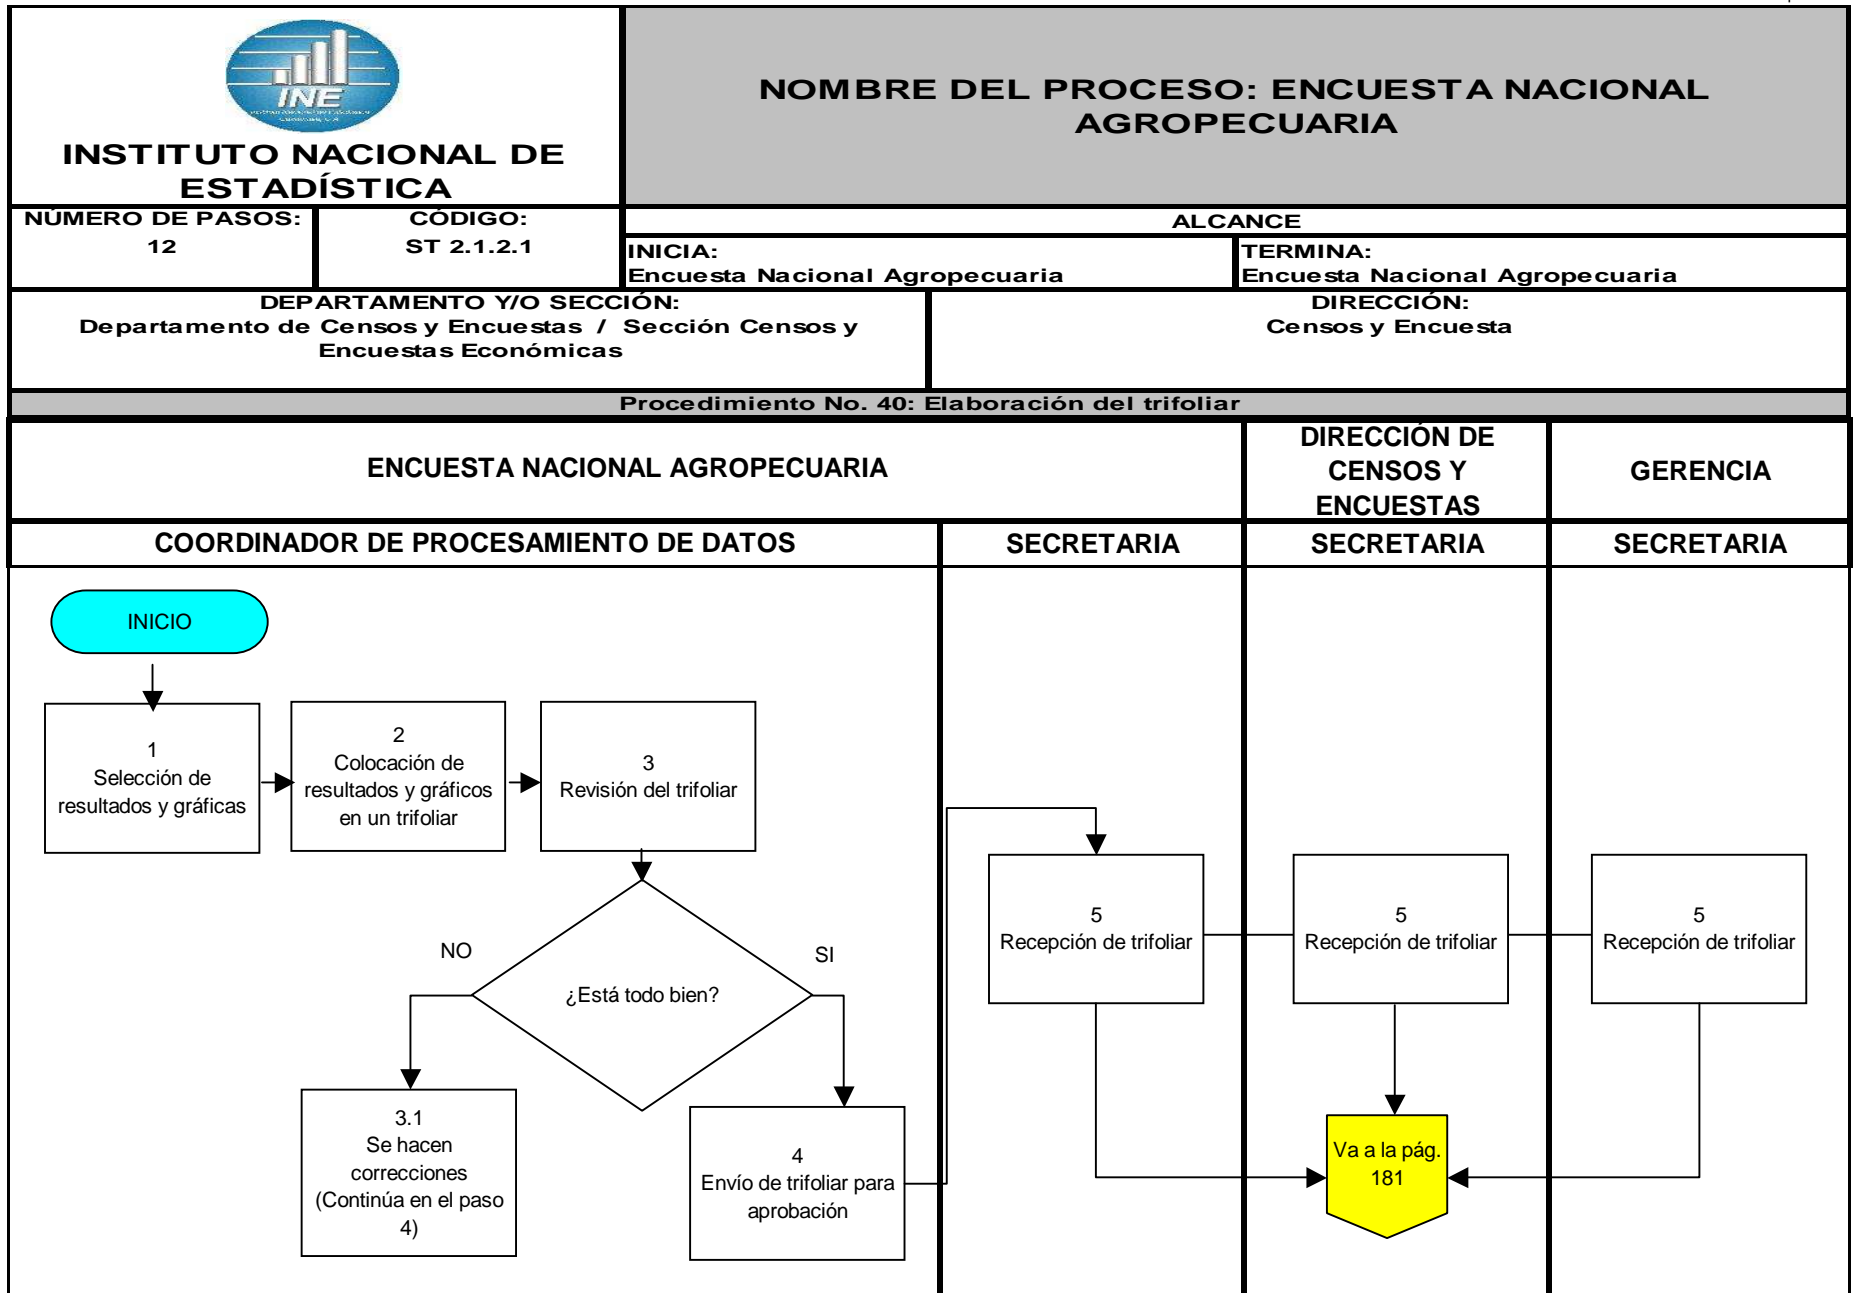 INE
INSTITUTO NACIONAL DE
ESTADÍSTICA
NOMBRE DEL PROCESO: ENCUESTA NACIONAL
AGROPECUARIA
NÚMERO DE PASOS:
12
CÓDIGO:
ST 2.1.2.1
ALCANCE
INICIA:
Encuesta Nacional Agropecuaria
TERMINA:
Encuesta Nacional Agropecuaria
DEPARTAMENTO Y/O SECCIÓN:
Departamento de Censos y Encuestas / Sección Censos y
Encuestas Económicas
DIRECCIÓN:
Censos y Encuesta
Procedimiento No. 40: Elaboración del trifoliar
ENCUESTA NACIONAL AGROPECUARIA
DIRECCIÓN DE
CENSOS Y
ENCUESTAS
GERENCIA
COORDINADOR DE PROCESAMIENTO DE DATOS
SECRETARIA
SECRETARIA
SECRETARIA
INICIO
1
Selección de
resultados y gráficas
2
Colocación de
resultados y gráficos
en un trifoliar
3
Revisión del trifoliar
¿Está todo bien?
NO
SI
3.1
Se hacen
correcciones
(Continúa en el paso
4)
4
Envío de trifoliar para
aprobación
5
Recepción de trifoliar
5
Recepción de trifoliar
5
Recepción de trifoliar
Va a la pág.
181